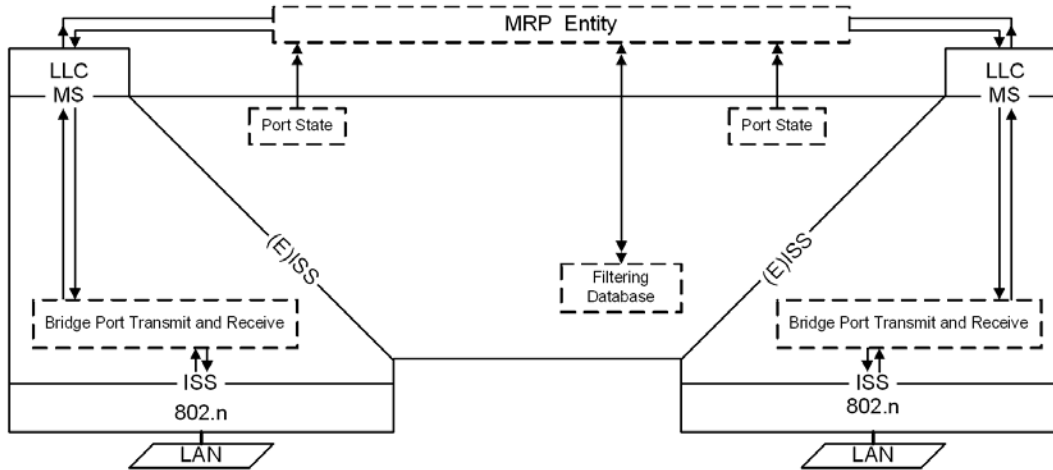 MRP Entity
LLC
MS
LLC
MS
Port State
Port State
(E)ISS
(E)ISS
Filtering
Database
Bridge Port Transmit and Receive
Bridge Port Transmit and Receive
ISS
ISS
802.n
802.n
LAN
LAN